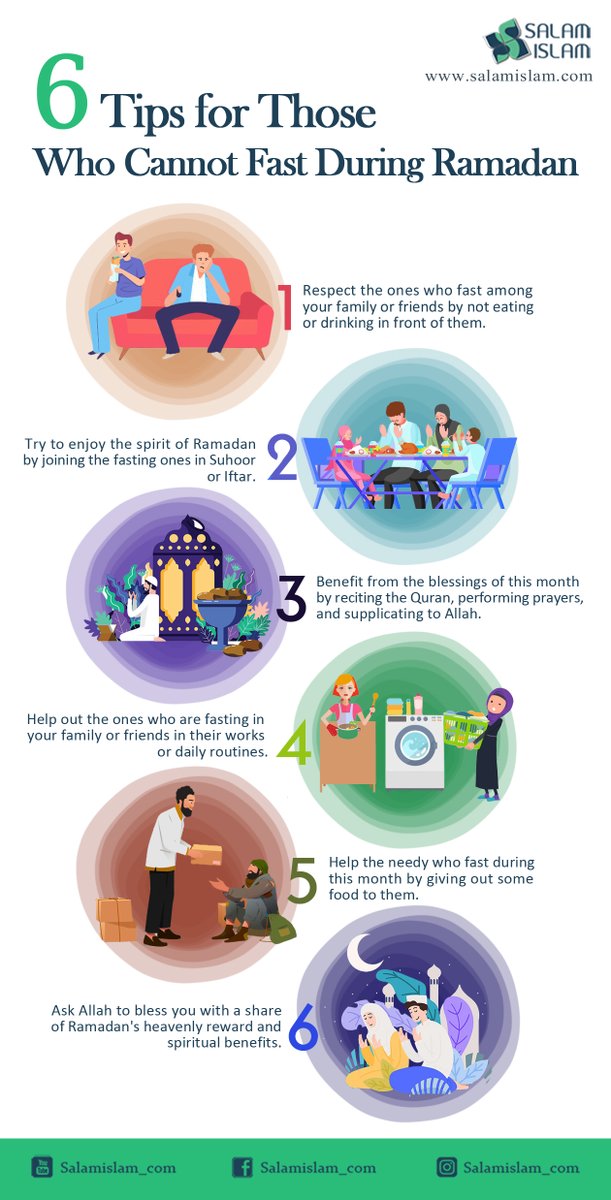 SALAM
ISLAM
www.salamislam.com
6 Tips for Those
Who Cannot Fast During Ramadan
1
Respect the ones who fast among
your family or friends by not eating
or drinking in front of them.
Try to enjoy the spirit of Ramadan
by joining the fasting ones in Suhoor
or Iftar.
2
3
Benefit from the blessings of this month
by reciting the Quran, performing prayers,
and supplicating to Allah.
Help out the ones who are fasting in
your family or friends in their works
or daily routines.
4
5
Help the needy who fast during
this month by giving out some
food to them.
Ask Allah to bless you with a share
of Ramadan's heavenly reward and
spiritual benefits.
6
You
Tube
Salamislam_com
Salamislam_com
Salamislam_com